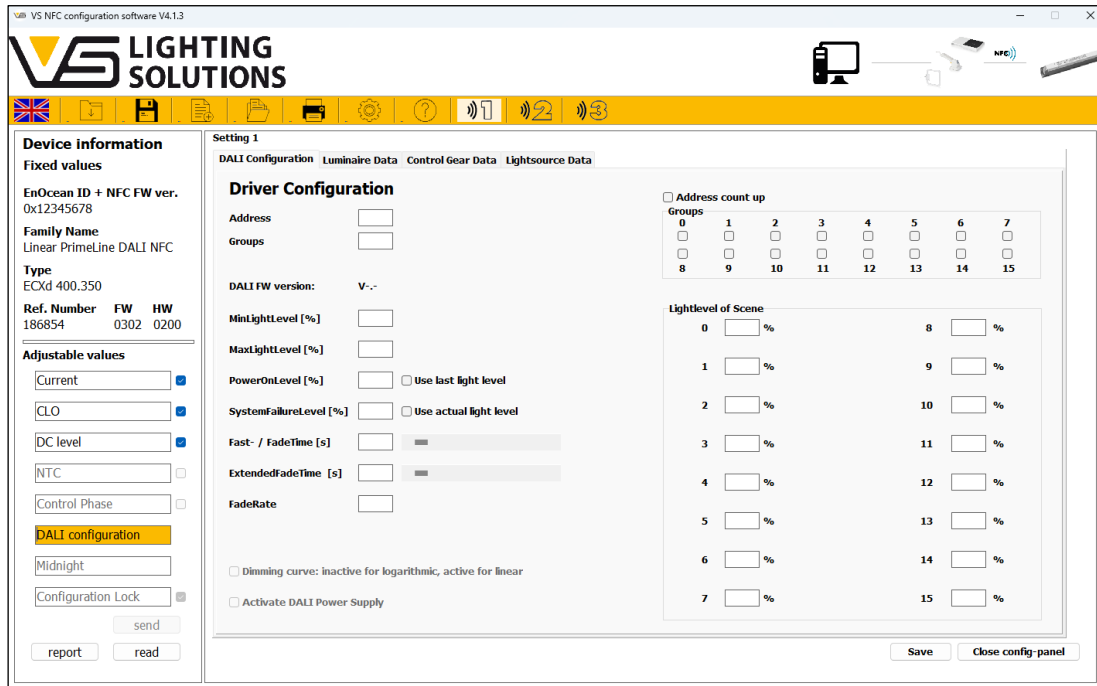 VS NFC configuration software V4.1.3
VS LIGHTING SOLUTIONS
NFC
1 2 3
Device information
Fixed values
EnOcean ID + NFC FW ver.
0x12345678
Family Name
Linear PrimeLine DALI NFC
Type
ECXd 400.350
Ref. Number FW HW
186854 0302 0200
Adjustable values
Current
CLO
DC level
NTC
Control Phase
DALI configuration
Midnight
Configuration Lock
send
report read
Setting 1
DALI Configuration Luminaire Data Control Gear Data Lightsource Data
Driver Configuration
Address
Groups
DALI FW version: V-.-
MinLightLevel [%]
MaxLightLevel [%]
PowerOnLevel [%] Use last light level
SystemFailureLevel [%] Use actual light level
Fast- / FadeTime [s]
ExtendedFadeTime [s]
FadeRate
Dimming curve: inactive for logarithmic, active for linear
Activate DALI Power Supply
Address count up
Groups
0 1 2 3 4 5 6 7
8 9 10 11 12 13 14 15
Lightlevel of Scene
0 % 8 %
1 % 9 %
2 % 10 %
3 % 11 %
4 % 12 %
5 % 13 %
6 % 14 %
7 % 15 %
Save Close config-panel